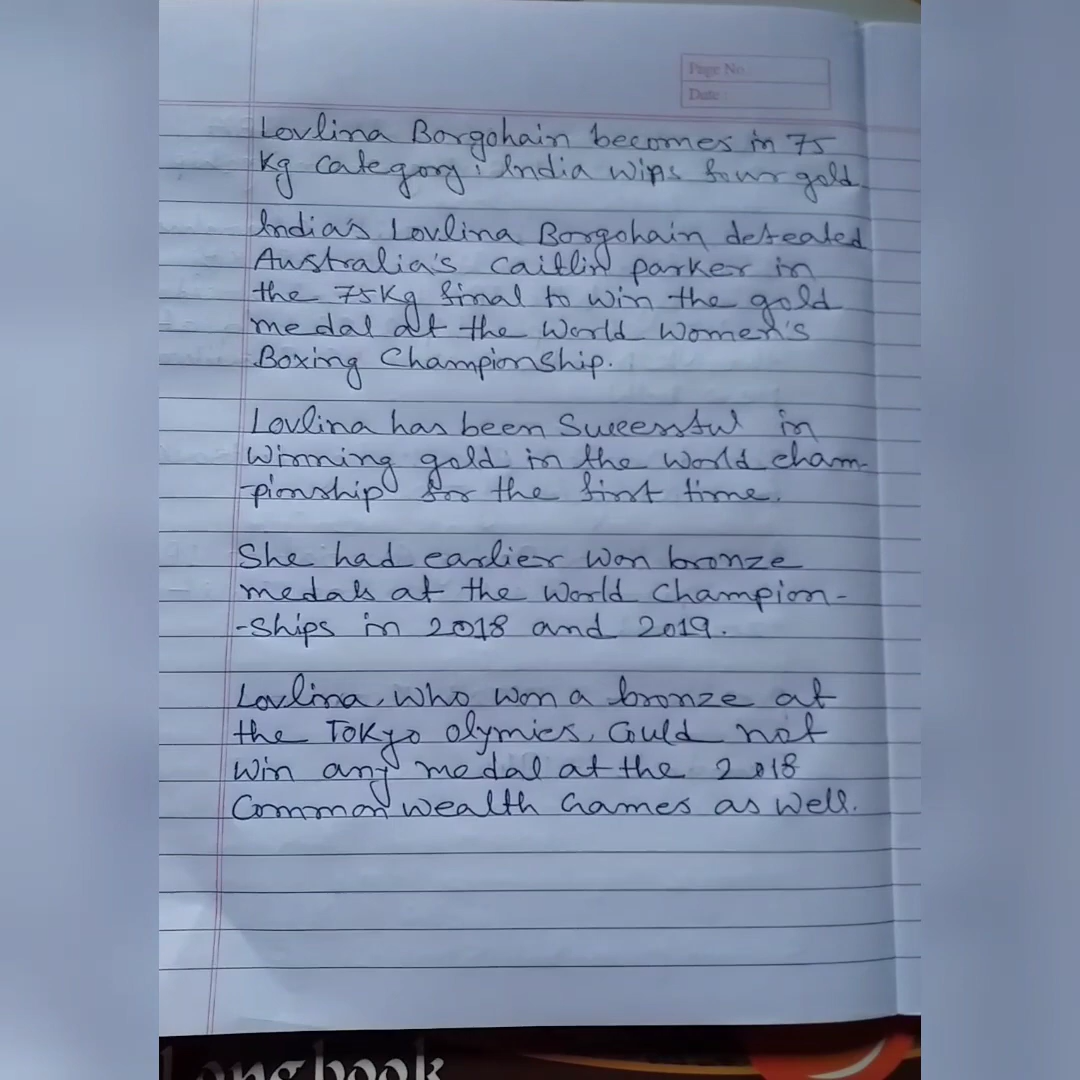 Page No
Date
Lovlina Borgohain becomes in 75
Kg category; India wins four gold
India's Lovlina Borgohain defeated
Australia's Caitlin parker in
the 75Kg final to win the gold
medal at the World Women's
Boxing Championship.
Lovlina has been Successful in
Winning gold in the World cham-
-pionship for the first time.
She had earlier won bronze
medals at the World Champion-
-ships in 2018 and 2019.
Lovlina, who won a bronze at
the Tokyo olymics, Could not
win any medal at the 2018
Commonwealth Games as well.
Longbook